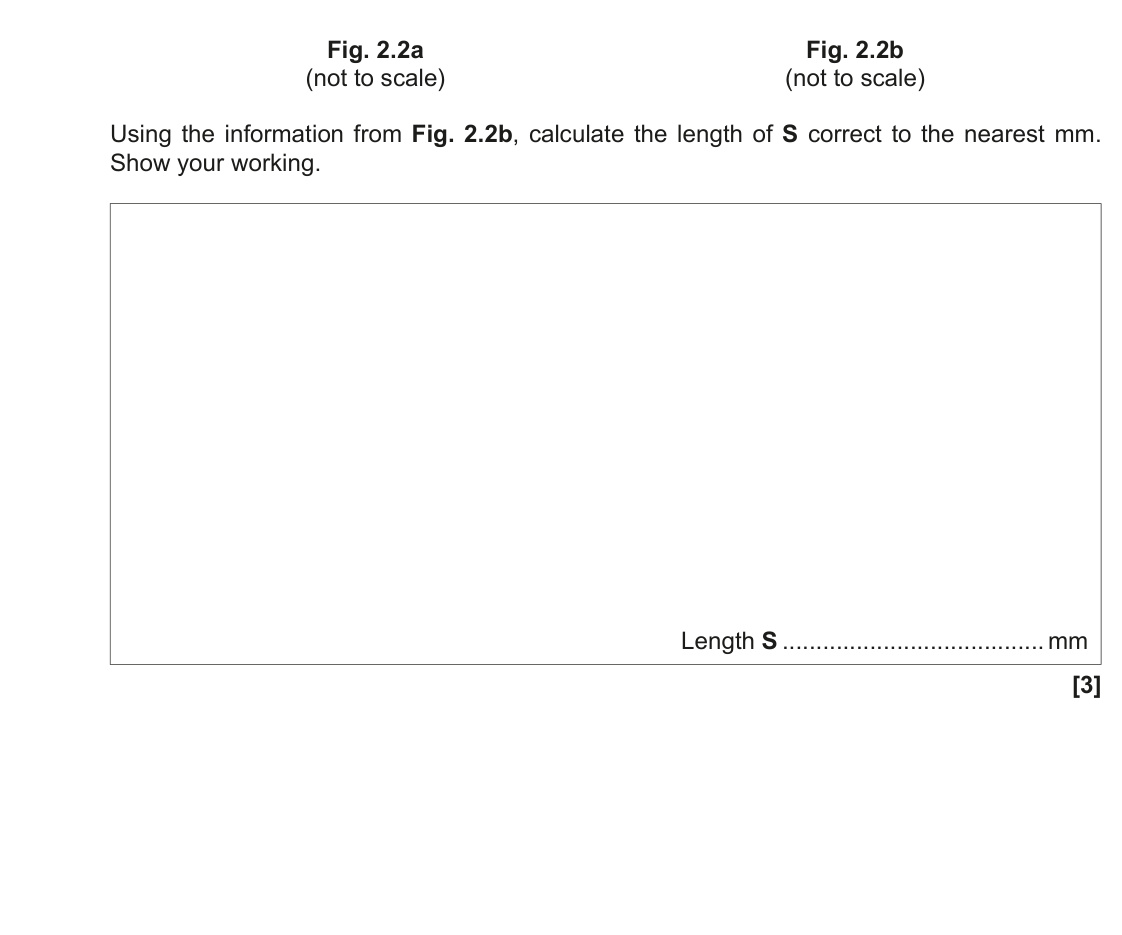 Fig. 2.2a
(not to scale)
Fig. 2.2b
(not to scale)
Using the information from Fig. 2.2b, calculate the length of S correct to the nearest mm.
Show your working.
Length S ....................................... mm
[3]